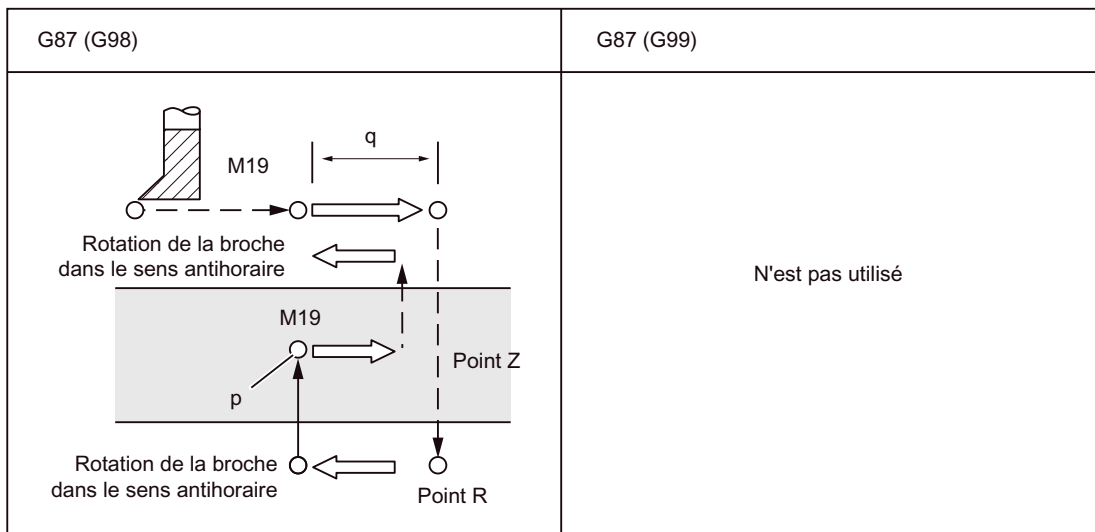 G87 (G98)
G87 (G99)
q
M19
Rotation de la broche
dans le sens antihoraire
N'est pas utilisé
M19
Point Z
p
Rotation de la broche
dans le sens antihoraire
Point R